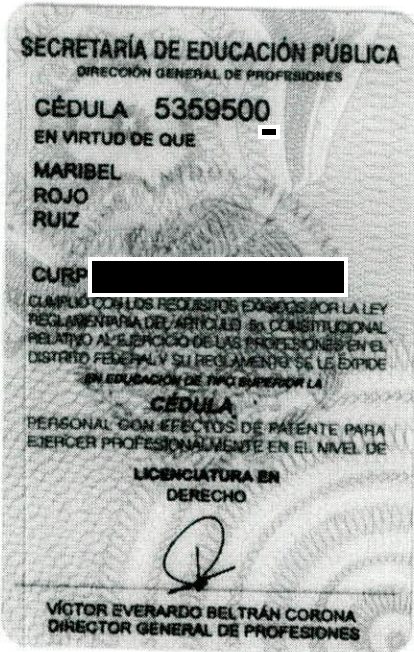 SECRETARÍA DE EDUCACIÓN PÚBLICA
DIRECCIÓN GENERAL DE PROFESIONES
CÉDULA 5359500
EN VIRTUD DE QUE
MARIBEL
ROJO
RUIZ
CURP
CUMPLIÓ CON LOS REQUISITOS EXIGIDOS POR LA LEY
REGLAMENTARIA DEL ARTÍCULO 5o. CONSTITUCIONAL
RELATIVO AL EJERCICIO DE LAS PROFESIONES EN EL
DISTRITO FEDERAL Y SU REGLAMENTO SE LE EXPIDE
EN EDUCACIÓN DE TIPO SUPERIOR LA
CÉDULA
PERSONAL CON EFECTOS DE PATENTE PARA
EJERCER PROFESIONALMENTE EN EL NIVEL DE
LICENCIATURA EN
DERECHO
VÍCTOR EVERARDO BELTRÁN CORONA
DIRECTOR GENERAL DE PROFESIONES